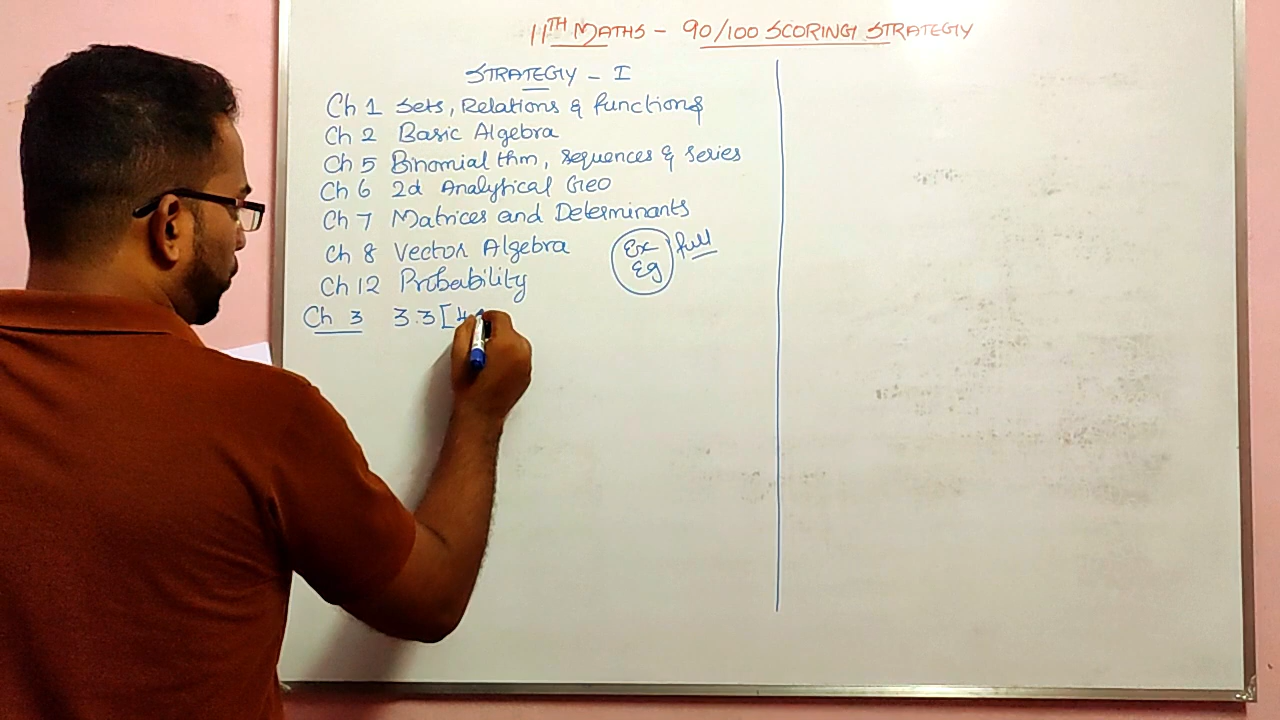 11TH MATHS - 90/100 SCORING STRATEGY
STRATEGY - I
Ch 1 Sets, Relations & functions
Ch 2 Basic Algebra
Ch 5 Binomial thm, sequences & series
Ch 6 2d Analytical Geo
Ch 7 Matrices and Determinants
Ch 8 Vector Algebra
Ex
Eg
full
Ch 12 Probability
Ch 3 3.3 [